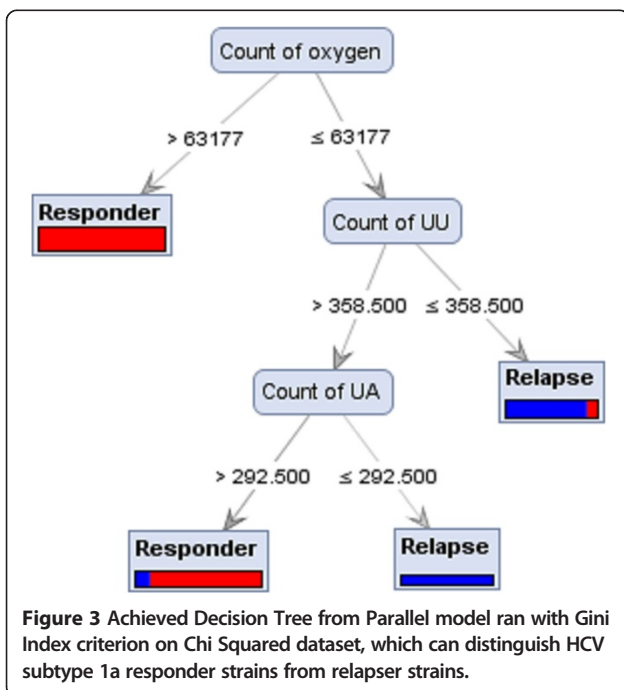 Count of oxygen
> 63177
≤ 63177
Responder
Count of UU
> 358.500
≤ 358.500
Count of UA
Relapse
> 292.500
≤ 292.500
Responder
Relapse
Figure 3 Achieved Decision Tree from Parallel model ran with Gini
Index criterion on Chi Squared dataset, which can distinguish HCV
subtype 1a responder strains from relapser strains.